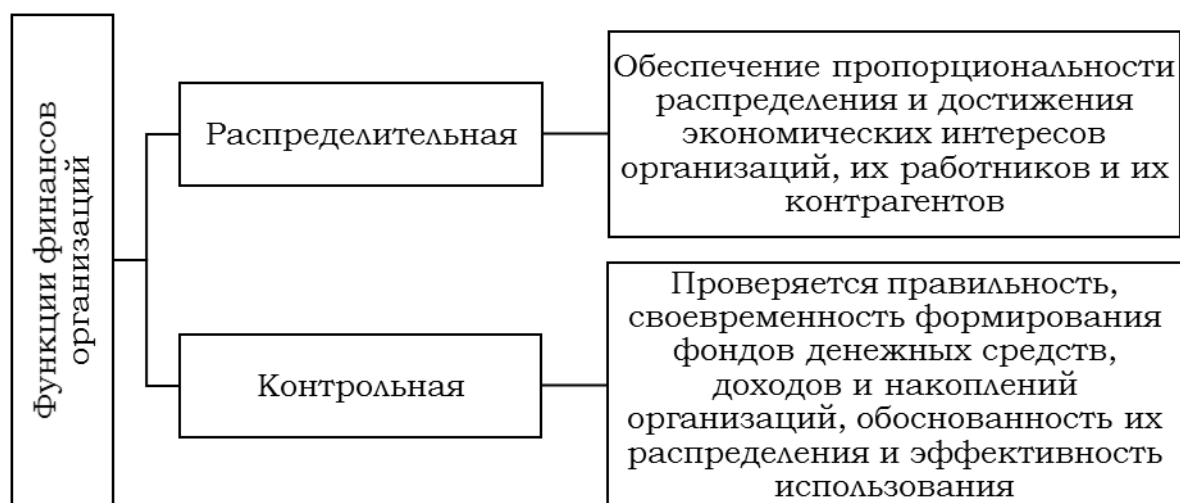 Функции финансов
организаций
Распределительная
Обеспечение пропорциональности
распределения и достижения
экономических интересов
организаций, их работников и их
контрагентов
Контрольная
Проверяется правильность,
своевременность формирования
фондов денежных средств,
доходов и накоплений
организаций, обоснованность их
распределения и эффективность
использования